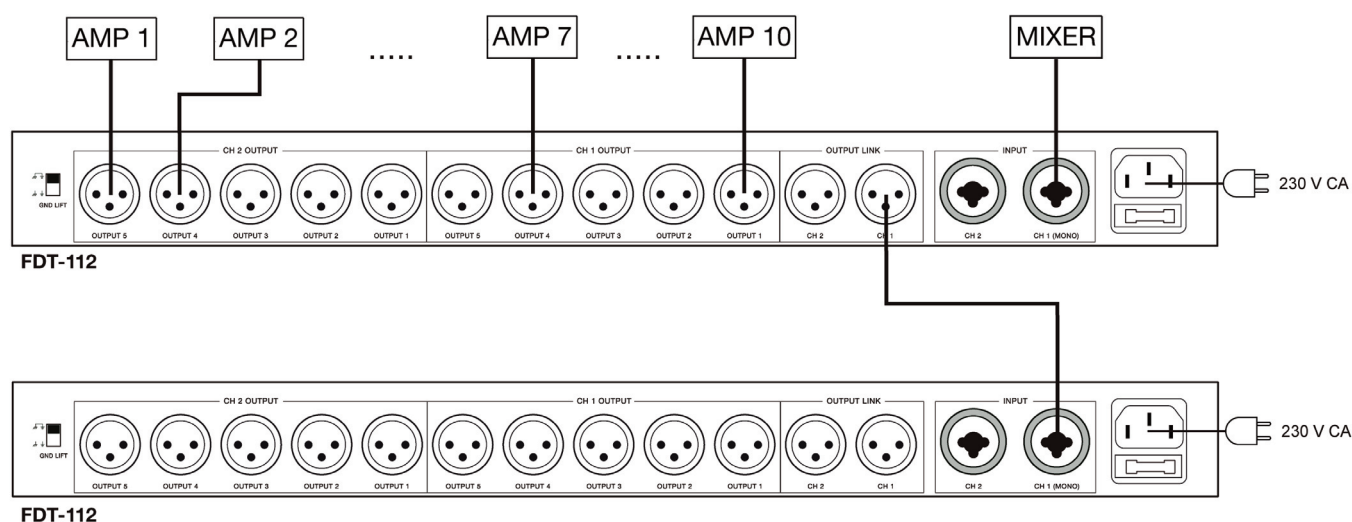 AMP 1 AMP 2 ..... AMP 7 ..... AMP 10 MIXER
CH 2 OUTPUT CH 1 OUTPUT OUTPUT LINK INPUT
GND LIFT
230 V CA
OUTPUT 5 OUTPUT 4 OUTPUT 3 OUTPUT 2 OUTPUT 1 OUTPUT 5 OUTPUT 4 OUTPUT 3 OUTPUT 2 OUTPUT 1 CH 2 CH 1 CH 2 CH 1 (MONO)
FDT-112
CH 2 OUTPUT CH 1 OUTPUT OUTPUT LINK INPUT
230 V CA
GND LIFT
OUTPUT 5 OUTPUT 4 OUTPUT 3 OUTPUT 2 OUTPUT 1 OUTPUT 5 OUTPUT 4 OUTPUT 3 OUTPUT 2 OUTPUT 1 CH 2 CH 1 CH 2 CH 1 (MONO)
FDT-112